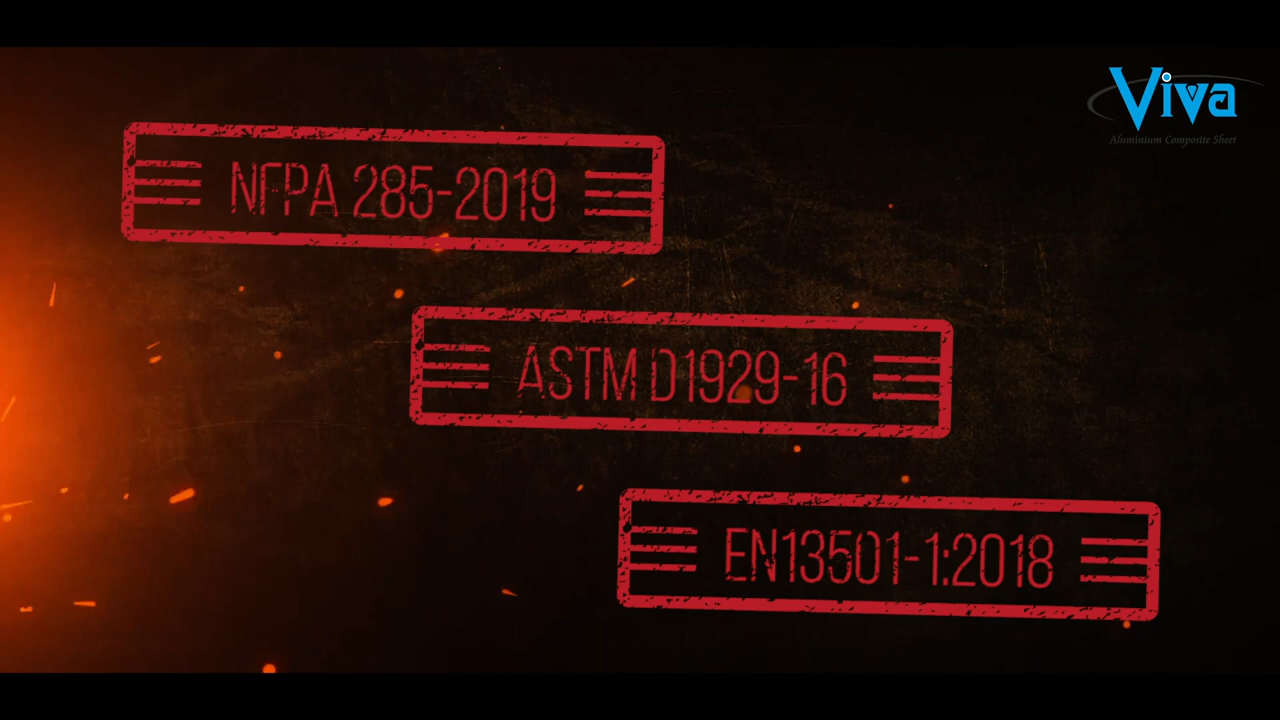 Viva
Aluminium Composite Sheet
NFPA 285-2019
ASTM D1929-16
EN13501-1:2018